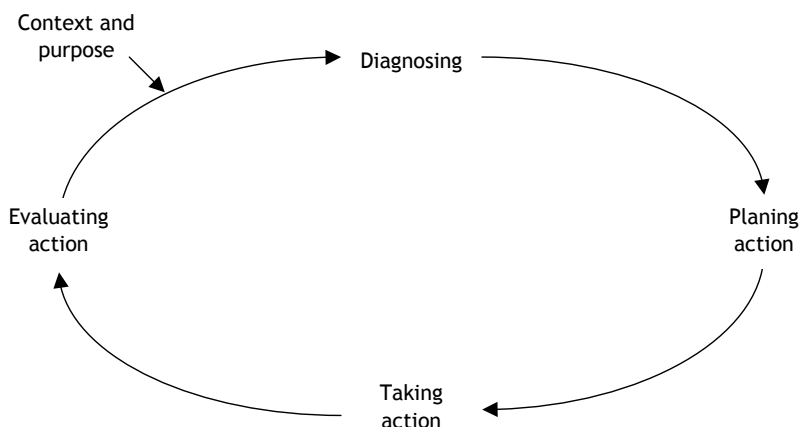 Context and
purpose
Diagnosing
Evaluating
action
Planing
action
Taking
action